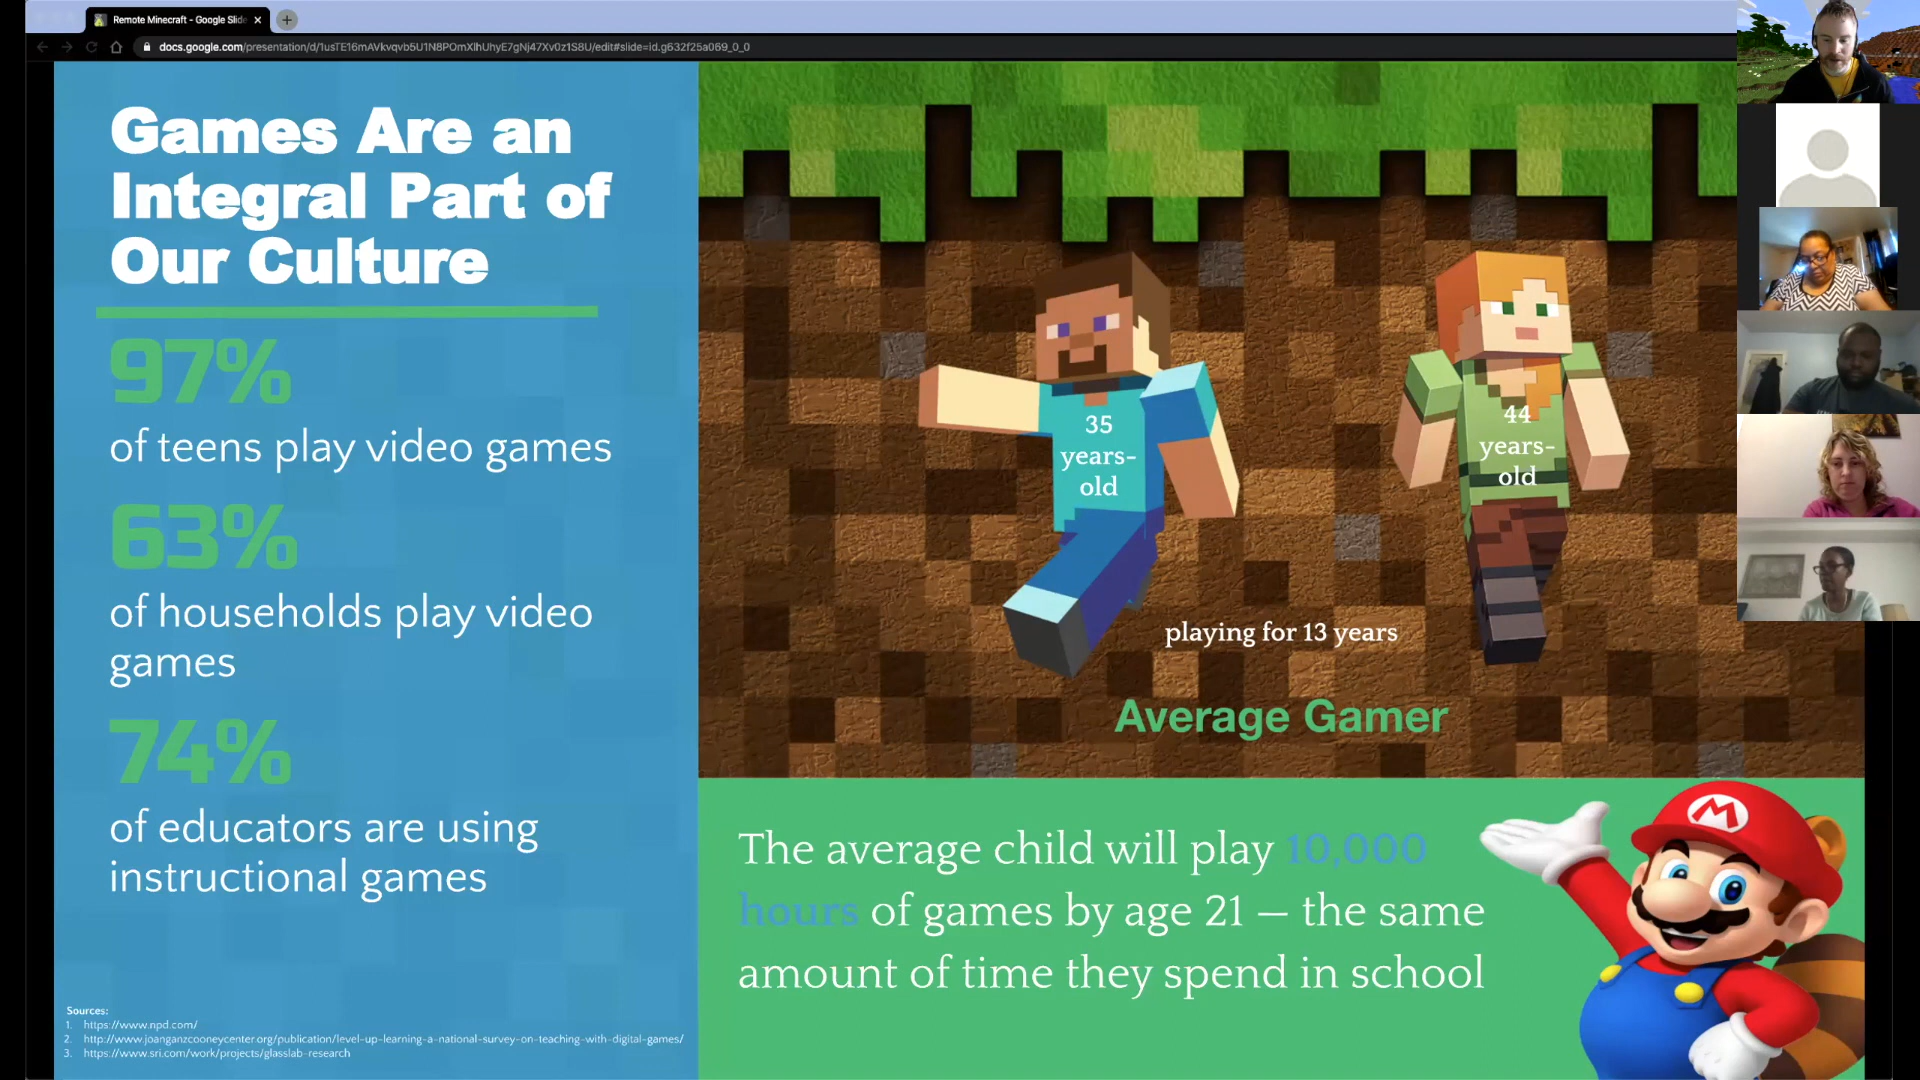 Remote Minecraft - Google Slide
docs.google.com/presentation/d/1usTE16mAVkvqvb5U1N8POmXlhUhyE7gNj47Xv0z1S8U/edit#slide=id.g632f25a069_0_0
Games Are an
Integral Part of
Our Culture
97%
of teens play video games
63%
of households play video
games
74%
of educators are using
instructional games
Sources:
1. https://www.npd.com/
2. http://www.joanganzcooneycenter.org/publication/level-up-learning-a-national-survey-on-teaching-with-digital-games/
3. https://www.sri.com/work/projects/glasslab-research
35
years-
old
44
years-
old
playing for 13 years
Average Gamer
The average child will play 10,000
hours of games by age 21 — the same
amount of time they spend in school
M